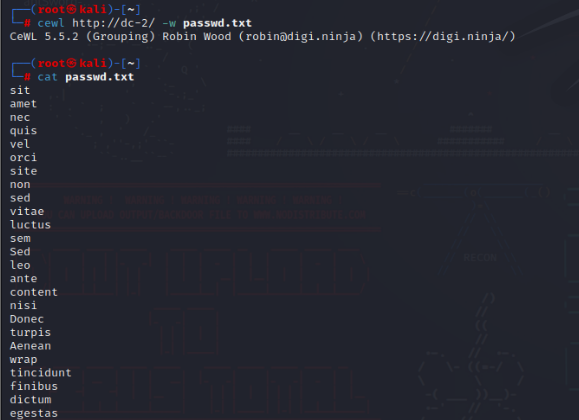 ┌──(root㉿kali)-[~]
└─# cewl http://dc-2/ -w passwd.txt
CeWL 5.5.2 (Grouping) Robin Wood (robin@digi.ninja) (https://digi.ninja/)
┌──(root㉿kali)-[~]
└─# cat passwd.txt
sit
amet
nec
quis
vel
orci
site
non
sed
vitae
luctus
sem
Sed
leo
ante
content
nisi
Donec
turpis
Aenean
wrap
tincidunt
finibus
dictum
egestas